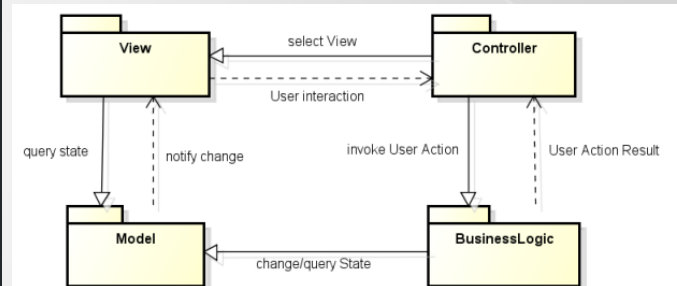 View
select View
Controller
User interaction
query state
notify change
invoke User Action
User Action Result
Model
change/query State
BusinessLogic